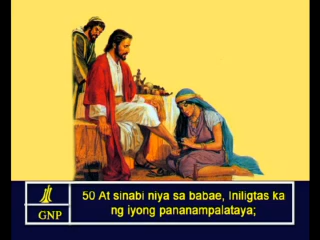 50 At sinabi niya sa babae, Iniligtas ka
ng iyong pananampalataya;
GNP